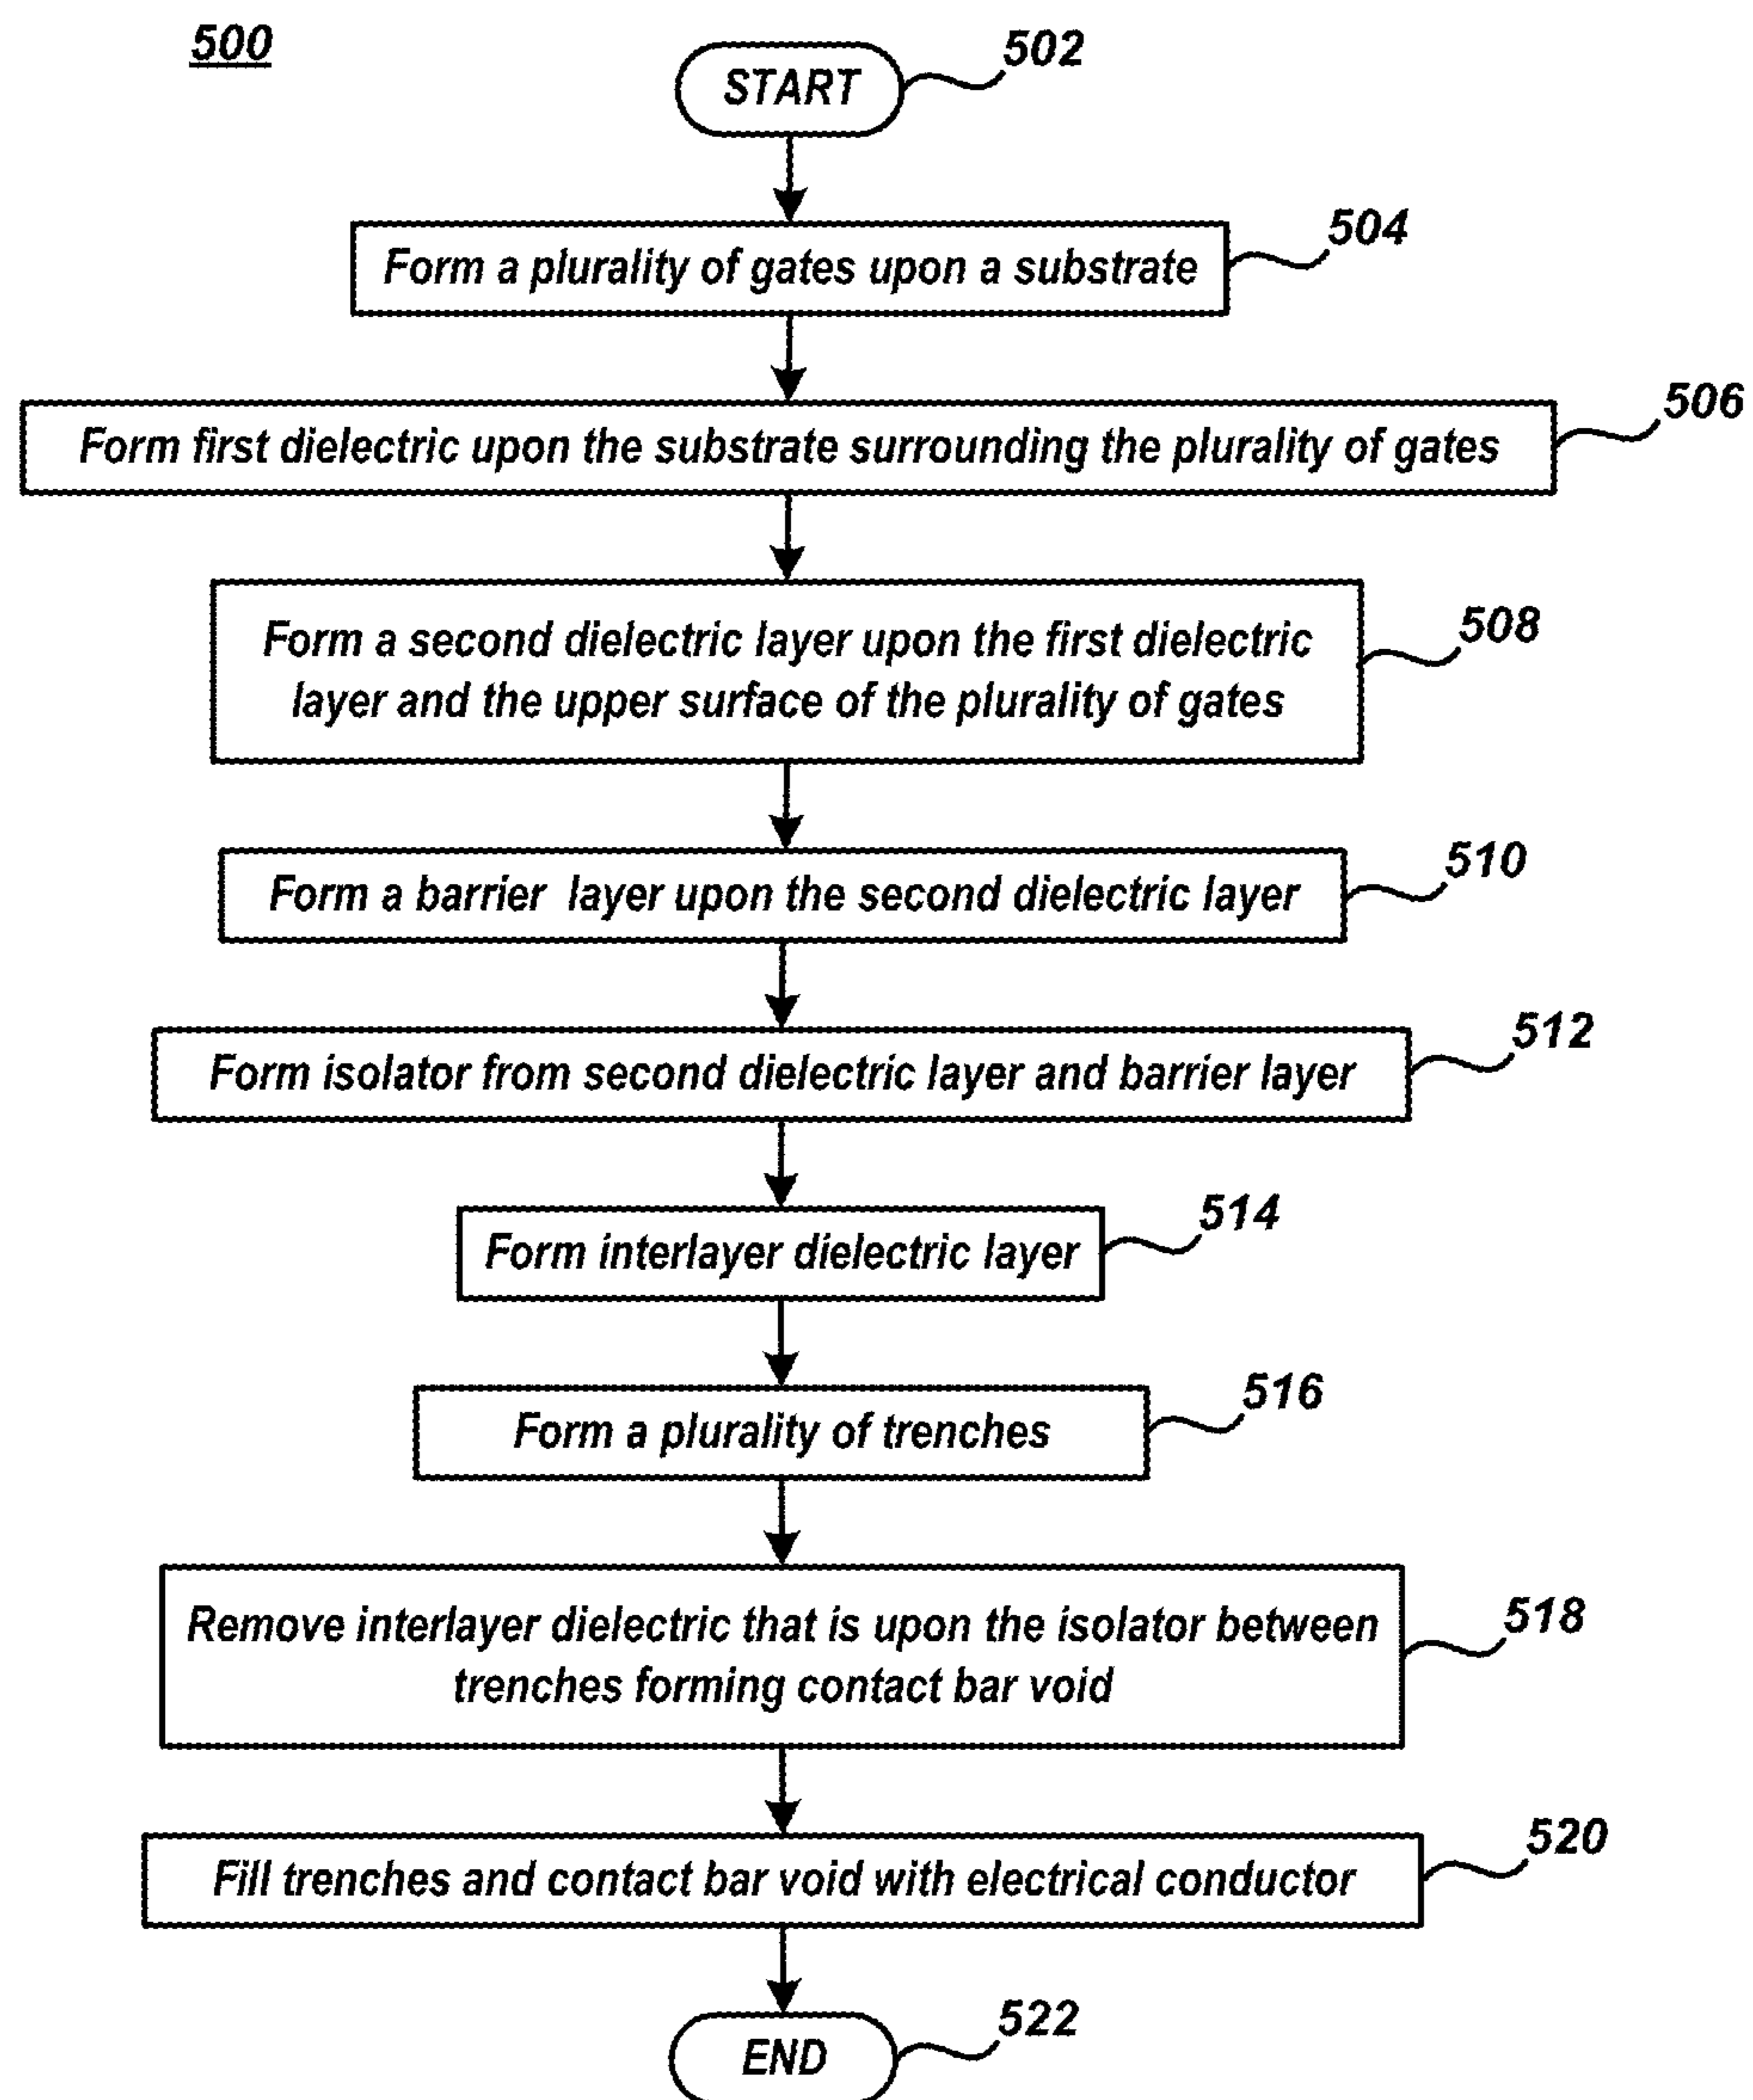 500
START
502
Form a plurality of gates upon a substrate
504
Form first dielectric upon the substrate surrounding the plurality of gates
506
Form a second dielectric layer upon the first dielectric
layer and the upper surface of the plurality of gates
508
Form a barrier layer upon the second dielectric layer
510
Form isolator from second dielectric layer and barrier layer
512
Form interlayer dielectric layer
514
Form a plurality of trenches
516
Remove interlayer dielectric that is upon the isolator between
trenches forming contact bar void
518
Fill trenches and contact bar void with electrical conductor
520
END
522